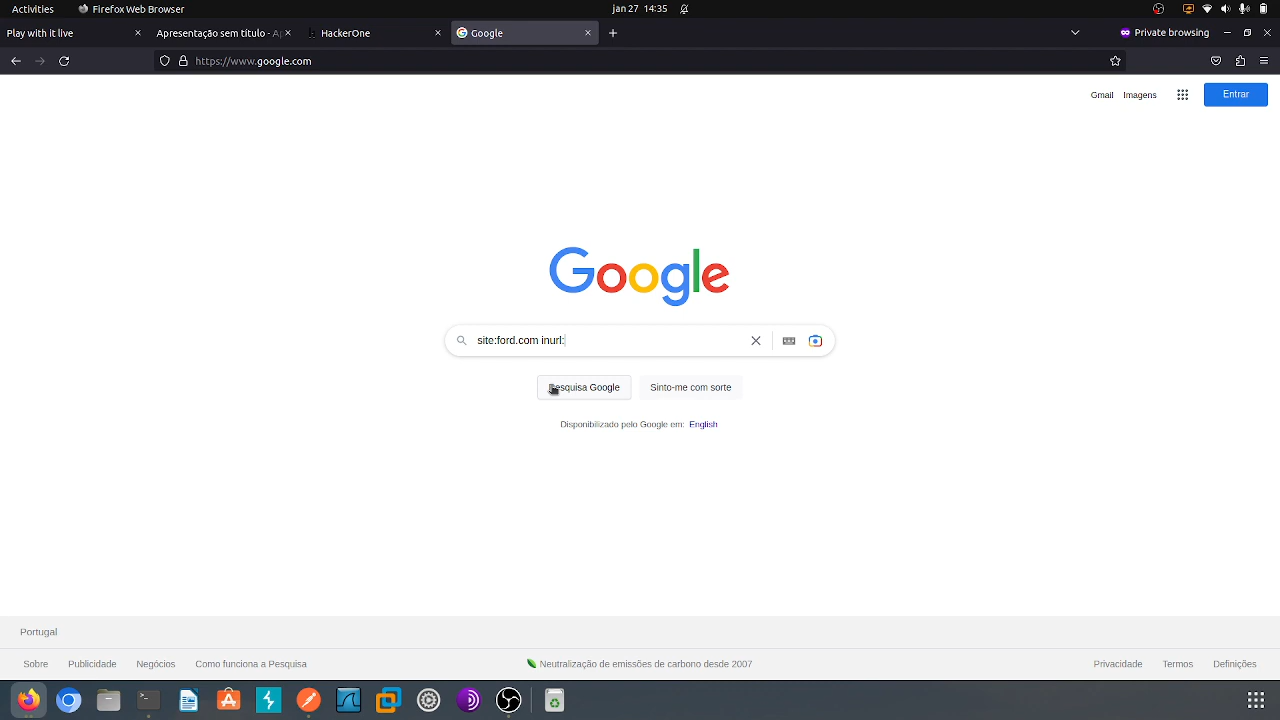 Activities Firefox Web Browser jan 27 14:35
Play with it live Apresentação sem título - Ap HackerOne Google Private browsing
https://www.google.com
Gmail Imagens Entrar
Google
site:ford.com inurl:
Pesquisa Google Sinto-me com sorte
Disponibilizado pelo Google em: English
Portugal
Sobre Publicidade Negócios Como funciona a Pesquisa Neutralização de emissões de carbono desde 2007 Privacidade Termos Definições